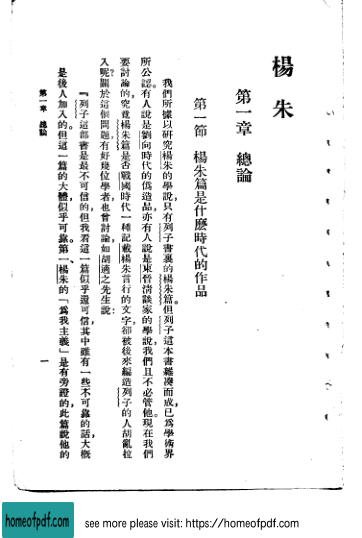 楊朱
第一章 總論
第一節 楊朱篇是什麼時代的作品
我們所據以研究楊朱的學說，只有列子書裏的楊朱篇但列子這本書雜湊而成，已爲學術界
所公認。有人說是劉向時代的僞造品，亦有人說是東晉淸談家的學說，我們且不必管他。現在我們
要討論的，究竟楊朱篇是否戰國時代一種記載楊朱言行的文字，卻被後來編造列子的人胡亂拉
入呢？關於這個問題，有好幾位學者也曾討論，如胡適之先生說：
『列子這部書是最不可信的，但我看這一篇似乎還可信，其中雖有一些不可靠的話，大槪
是後人加入的，但這一篇的大體似乎可靠。第一、楊朱的「爲我主義」是有旁證的，此篇說他的
第一章 總論
一
homeofpdf.com
see more please visit: https://homeofpdf.com